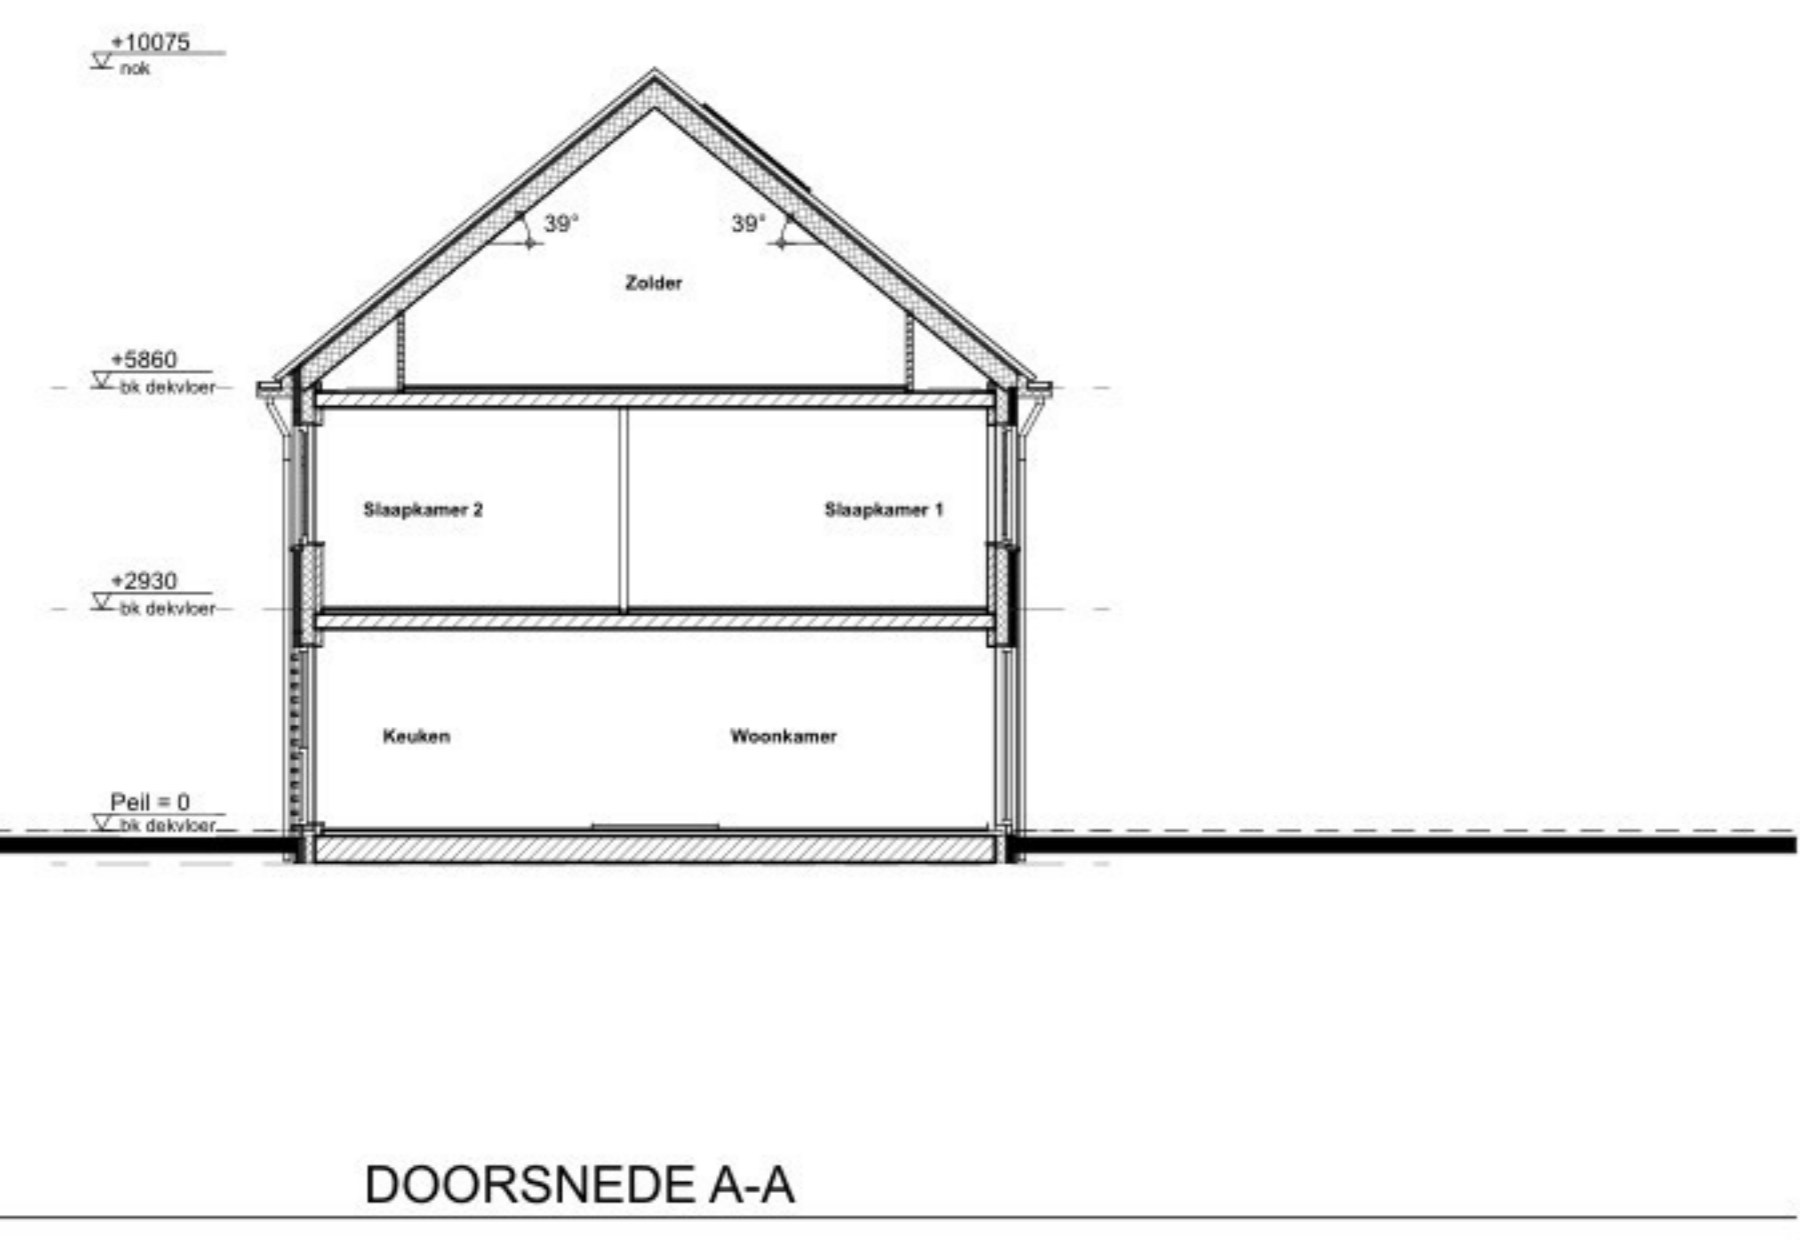 +10075
nok
39°
39°
Zolder
+5860
bk dekvloer
Slaapkamer 2
Slaapkamer 1
+2930
bk dekvloer
Keuken
Woonkamer
Peil = 0
bk dekvloer
DOORSNEDE A-A